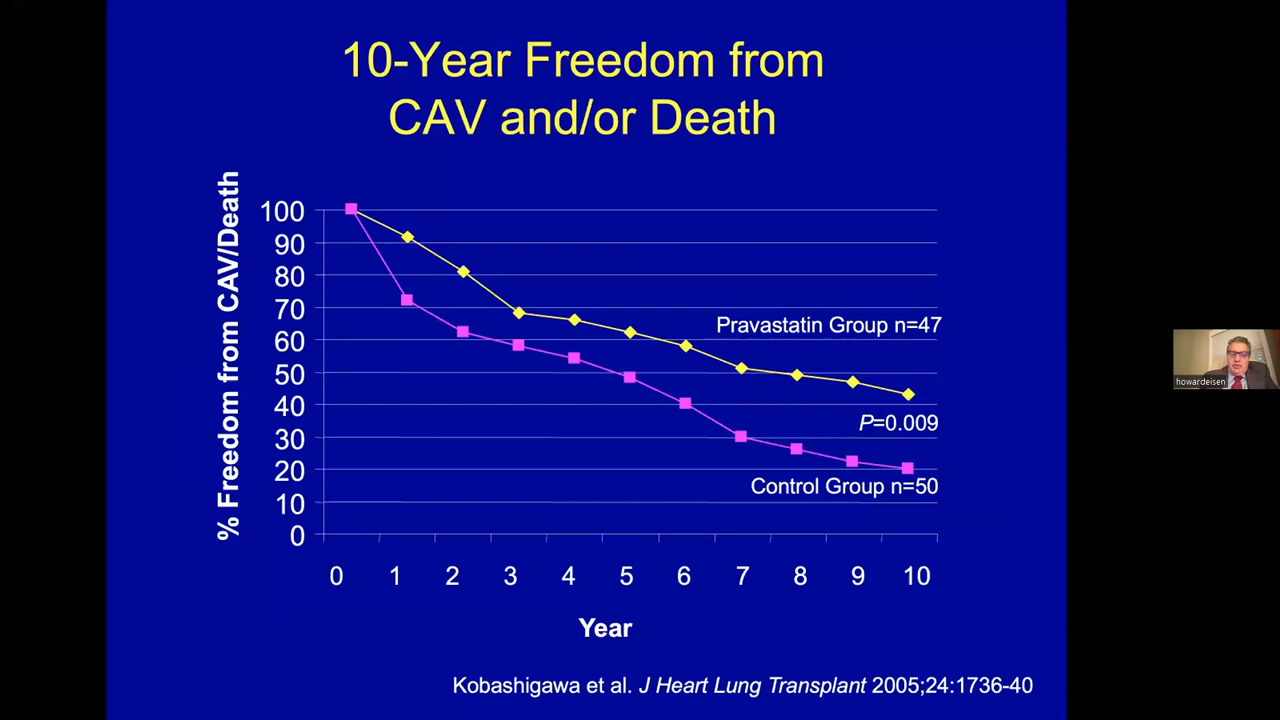 10-Year Freedom from
CAV and/or Death
% Freedom from CAV/Death
100
90
80
70
60
50
40
30
20
10
0
Pravastatin Group n=47
P=0.009
Control Group n=50
0 1 2 3 4 5 6 7 8 9 10
Year
Kobashigawa et al. J Heart Lung Transplant 2005;24:1736-40
howardeisen